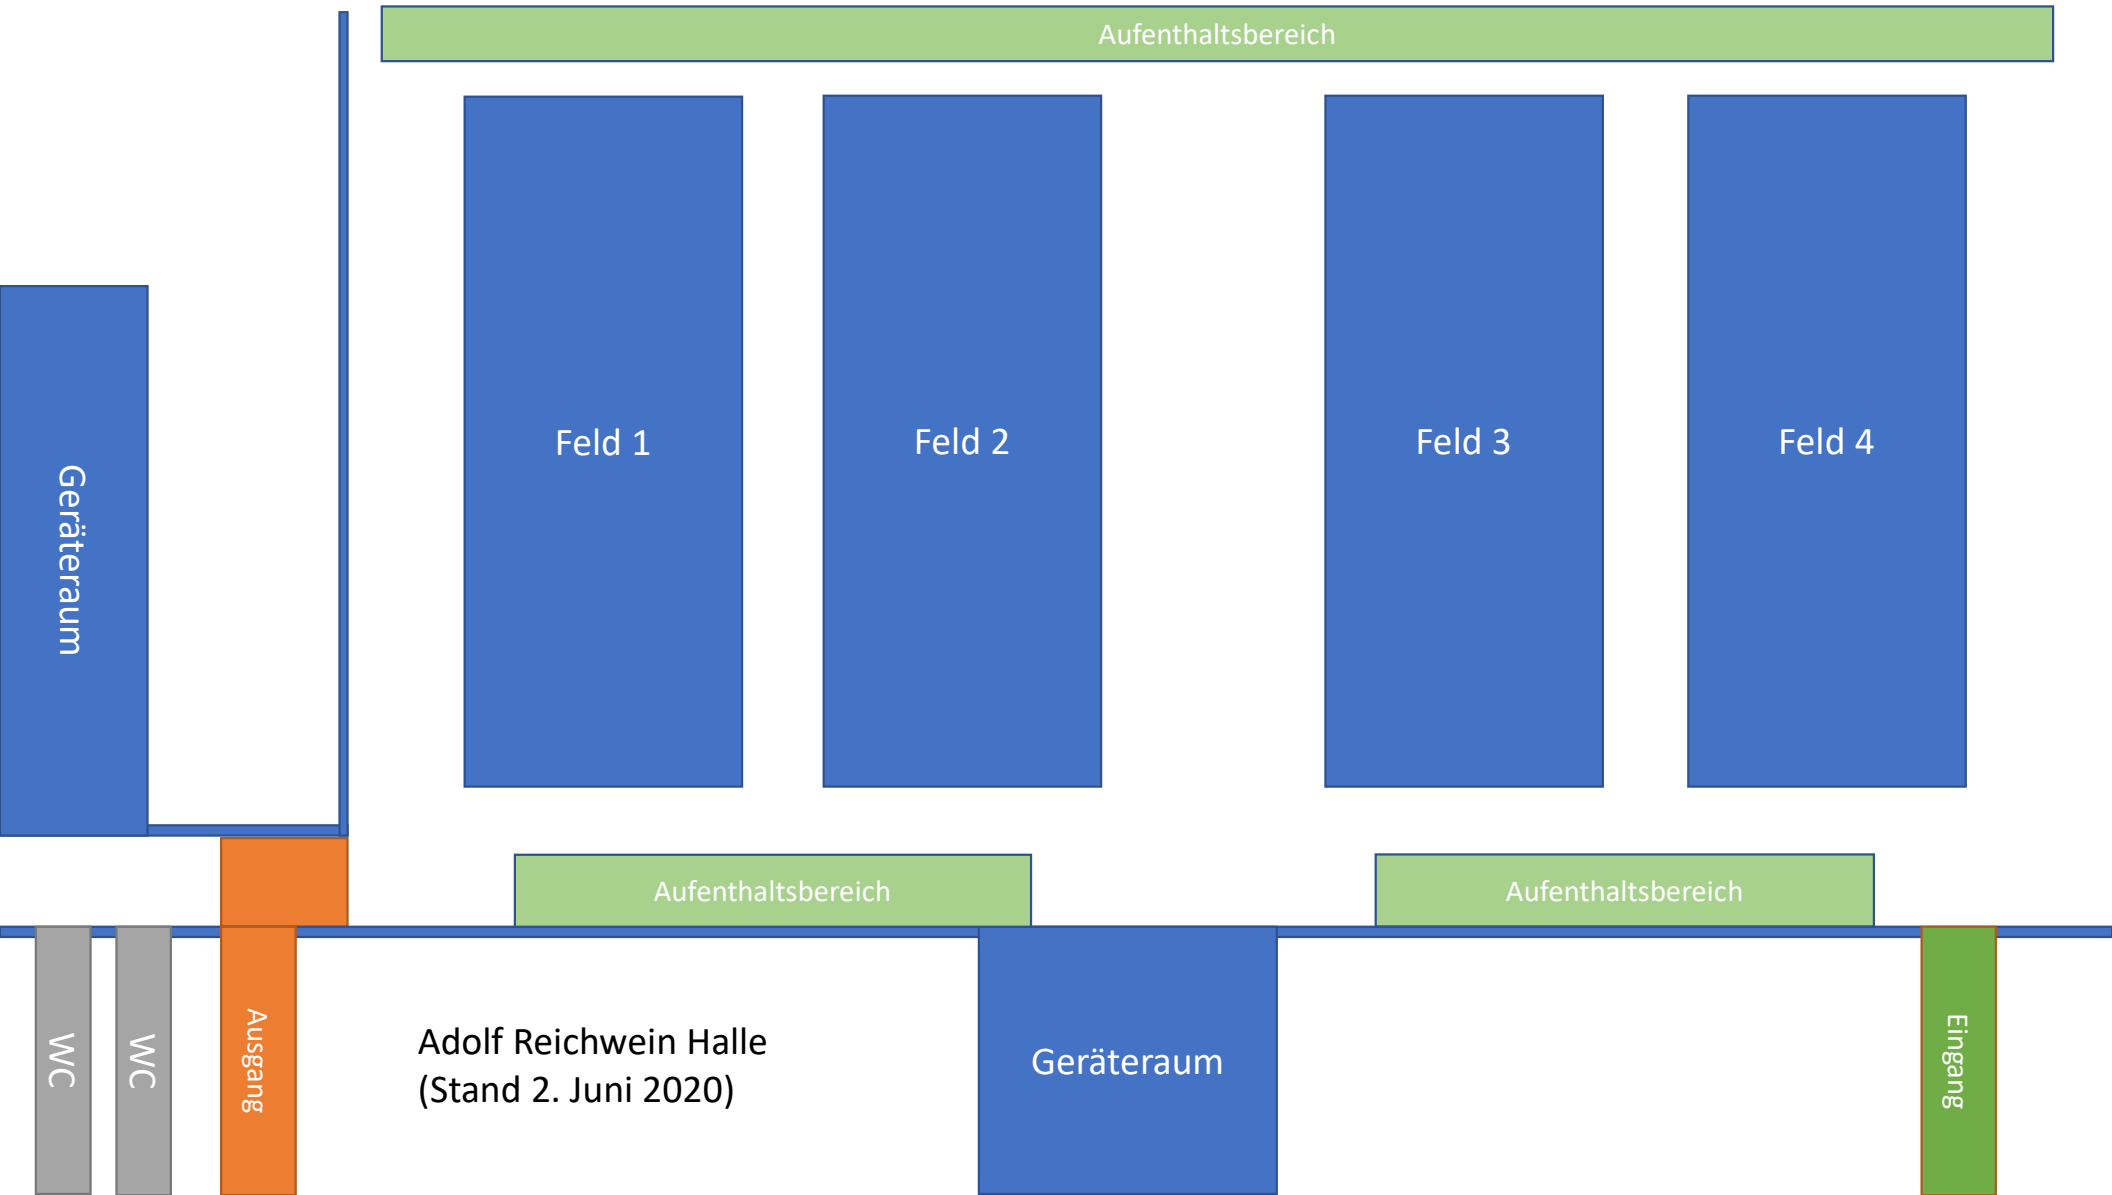 Aufenthaltsbereich
Feld 1
Feld 2
Feld 3
Feld 4
Geräteraum
Aufenthaltsbereich
Aufenthaltsbereich
WC
WC
Ausgang
Adolf Reichwein Halle
(Stand 2. Juni 2020)
Geräteraum
Eingang